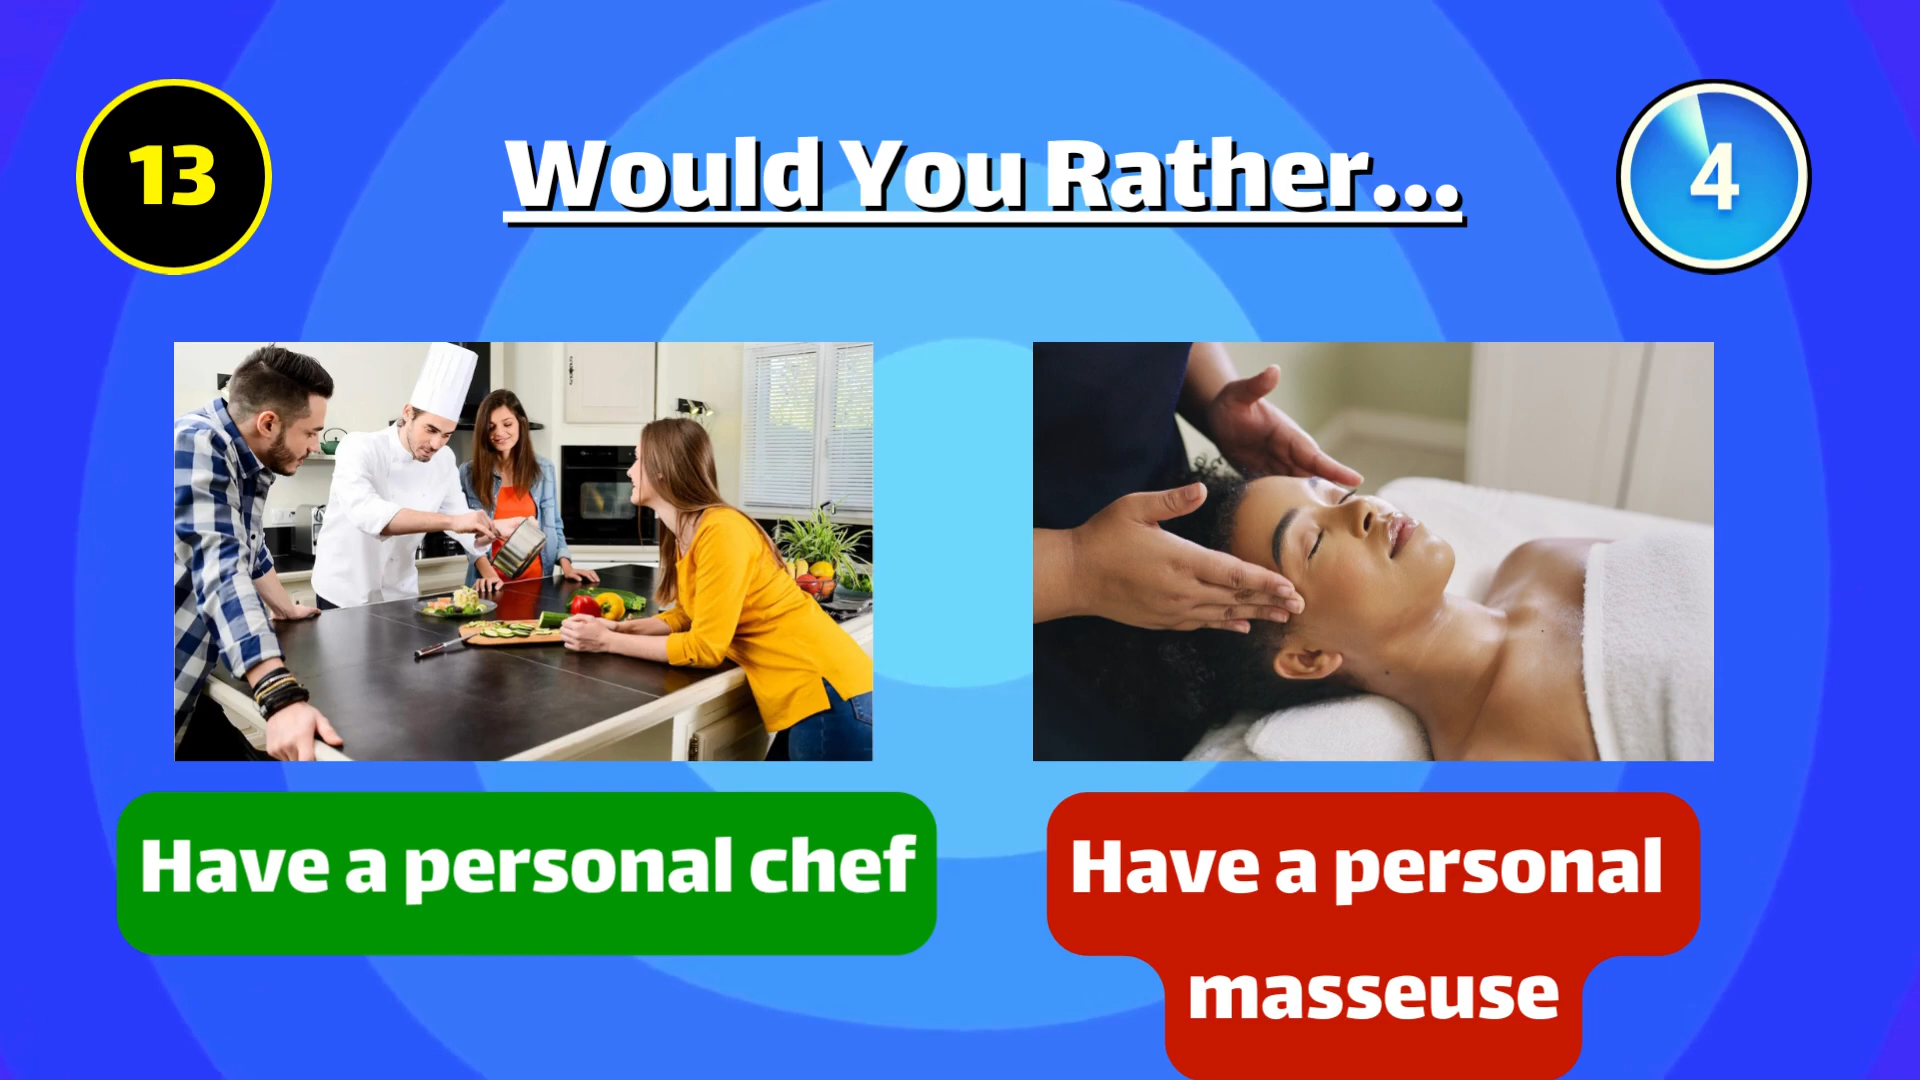 13
Would You Rather...
4
Have a personal chef
Have a personal
masseuse